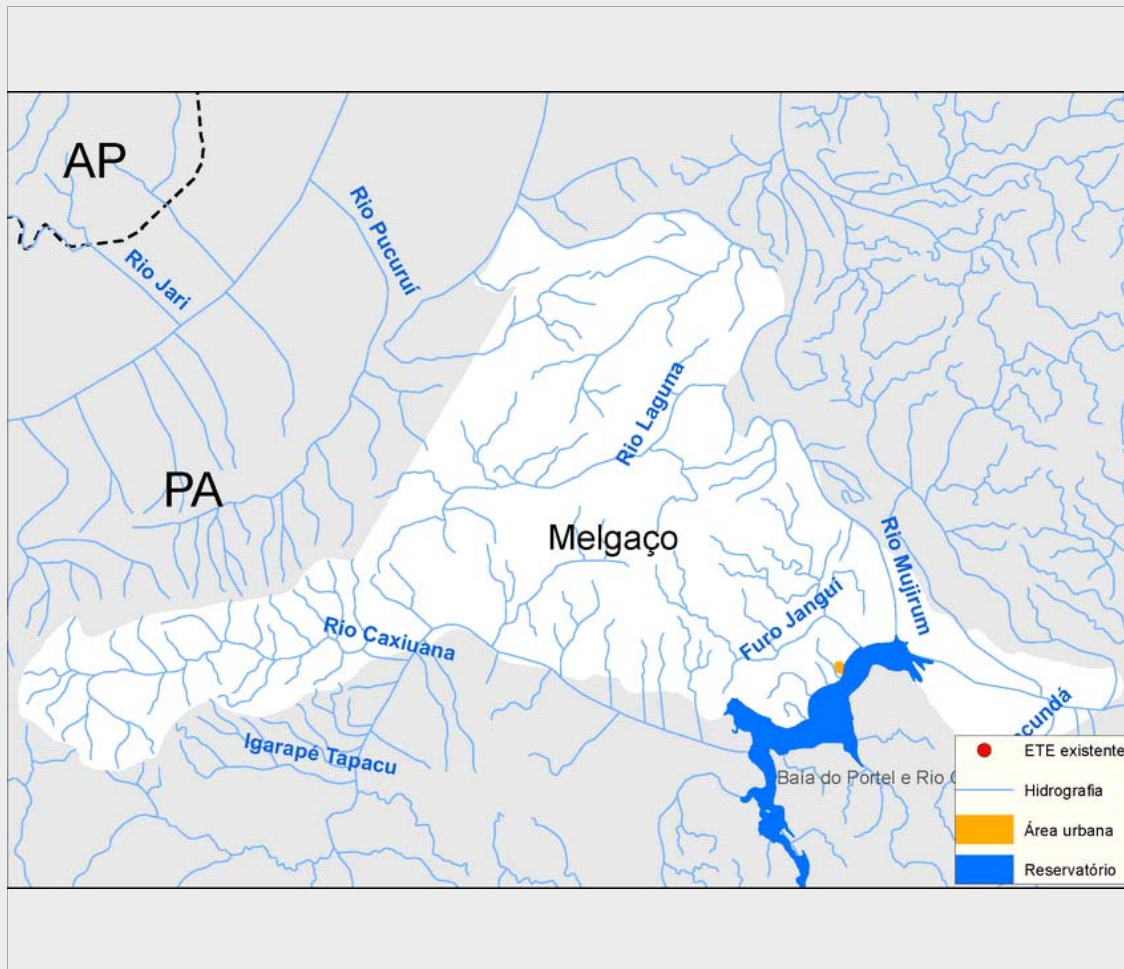 AP
Rio Pucuruí
Rio Jari
Rio Laguna
PA
Melgaço
Rio Mujirum
Furo Janguí
Rio Caxiuana
Igarapé Tapacu
cundá
Baía do Portel e Rio
ETE existente
Hidrografia
Área urbana
Reservatório